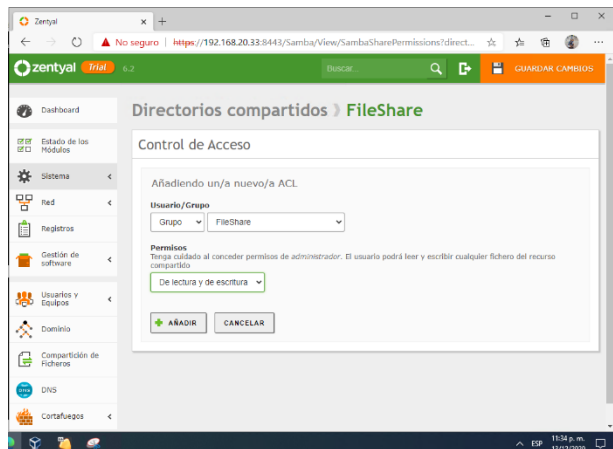 Zentyal
No seguro | https://192.168.20.33:8443/Samba/View/SambaSharePermissions?direct...
zentyal Trial 6.2
Buscar...
GUARDAR CAMBIOS
Dashboard
Estado de los
Módulos
Sistema
Red
Registros
Gestión de
software
Usuarios y
Equipos
Dominio
Compartición de
Ficheros
DNS
Cortafuegos
Directorios compartidos FileShare
Control de Acceso
Añadiendo un/a nuevo/a ACL
Usuario/Grupo
Grupo FileShare
Permisos
Tenga cuidado al conceder permisos de administrador. El usuario podrá leer y escribir cualquier fichero del recurso
compartido
De lectura y de escritura
AÑADIR CANCELAR
ESP 11:34 p. m.
13/12/2020